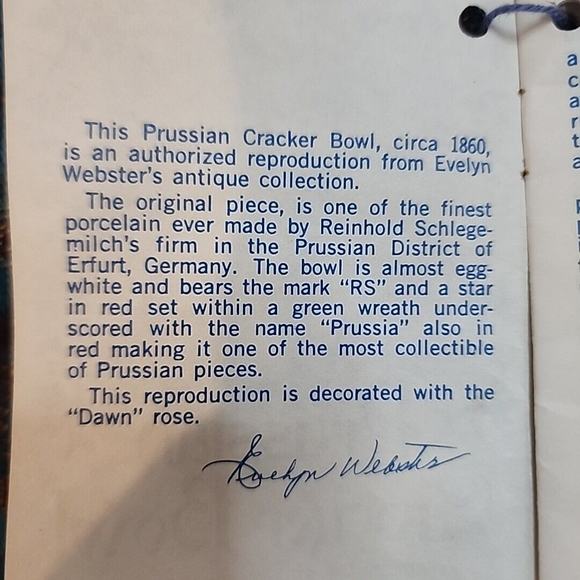 This Prussian Cracker Bowl, circa 1860,
is an authorized reproduction from Evelyn
Webster's antique collection.
The original piece, is one of the finest
porcelain ever made by Reinhold Schlege-
milch's firm in the Prussian District of
Erfurt, Germany. The bowl is almost egg-
white and bears the mark "RS" and a star
in red set within a green wreath under-
scored with the name "Prussia" also in
red making it one of the most collectible
of Prussian pieces.
This reproduction is decorated with the
"Dawn" rose.
Evelyn Webster